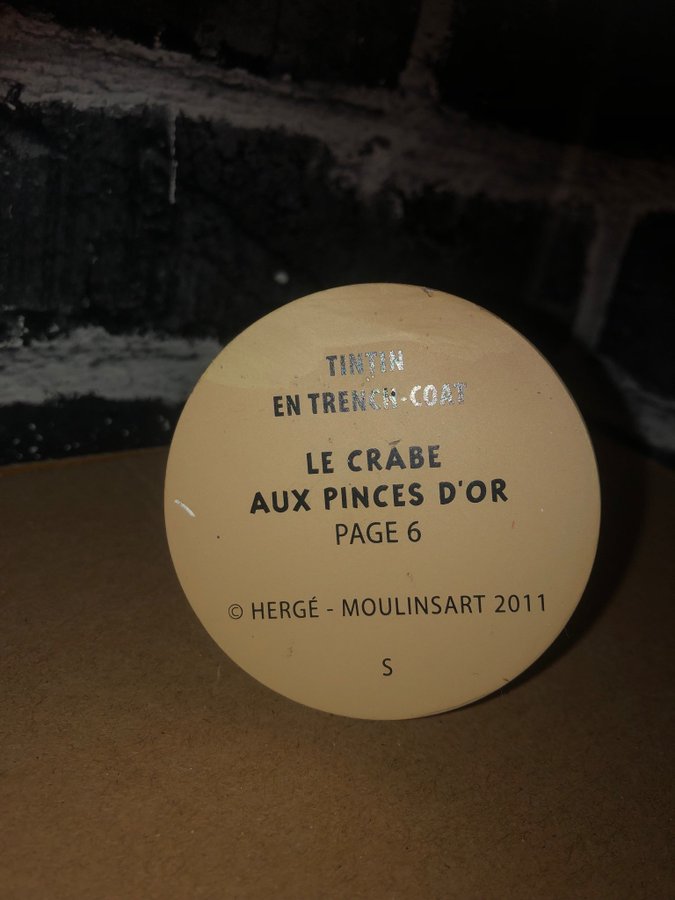 TINTIN
EN TRENCH-COAT
LE CRABE
AUX PINCES D'OR
PAGE 6
© HERGÉ - MOULINSART 2011
S